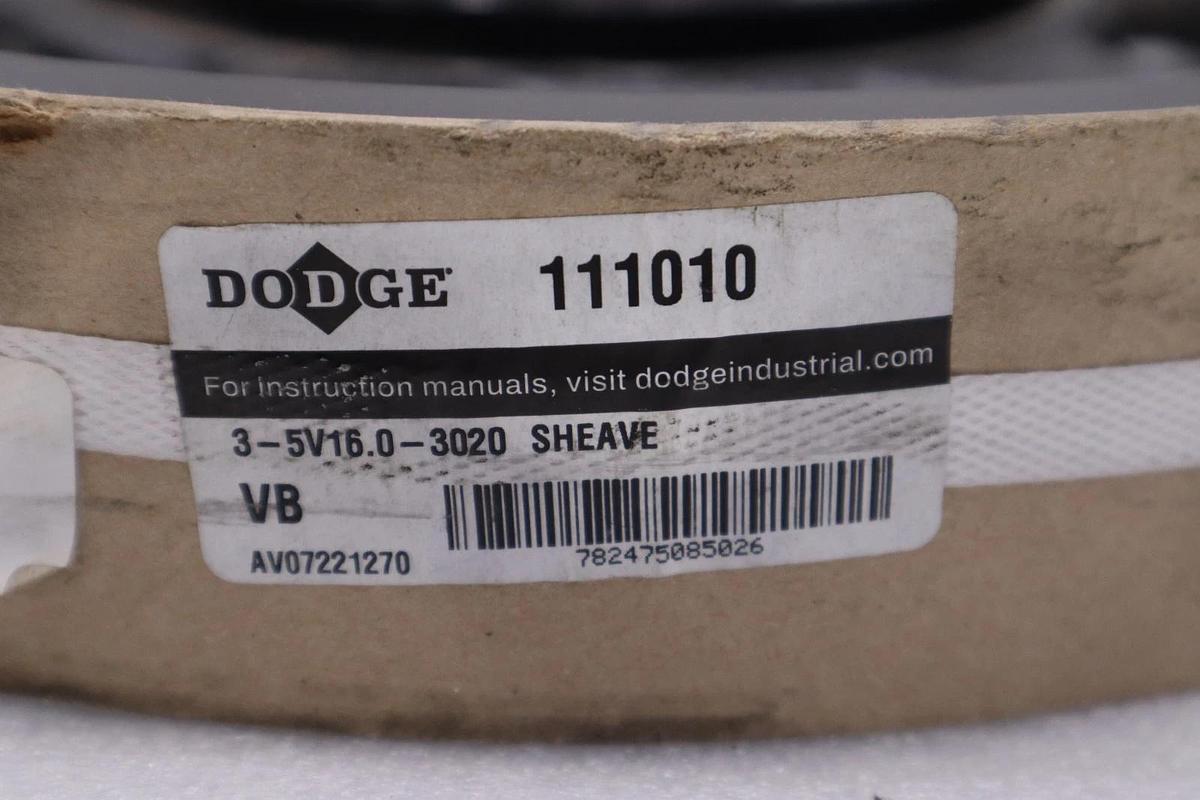 DODGE 111010
For instruction manuals, visit dodgeindustrial.com
3-5V16.0-3020 SHEAVE
VB
AV07221270
782475085026